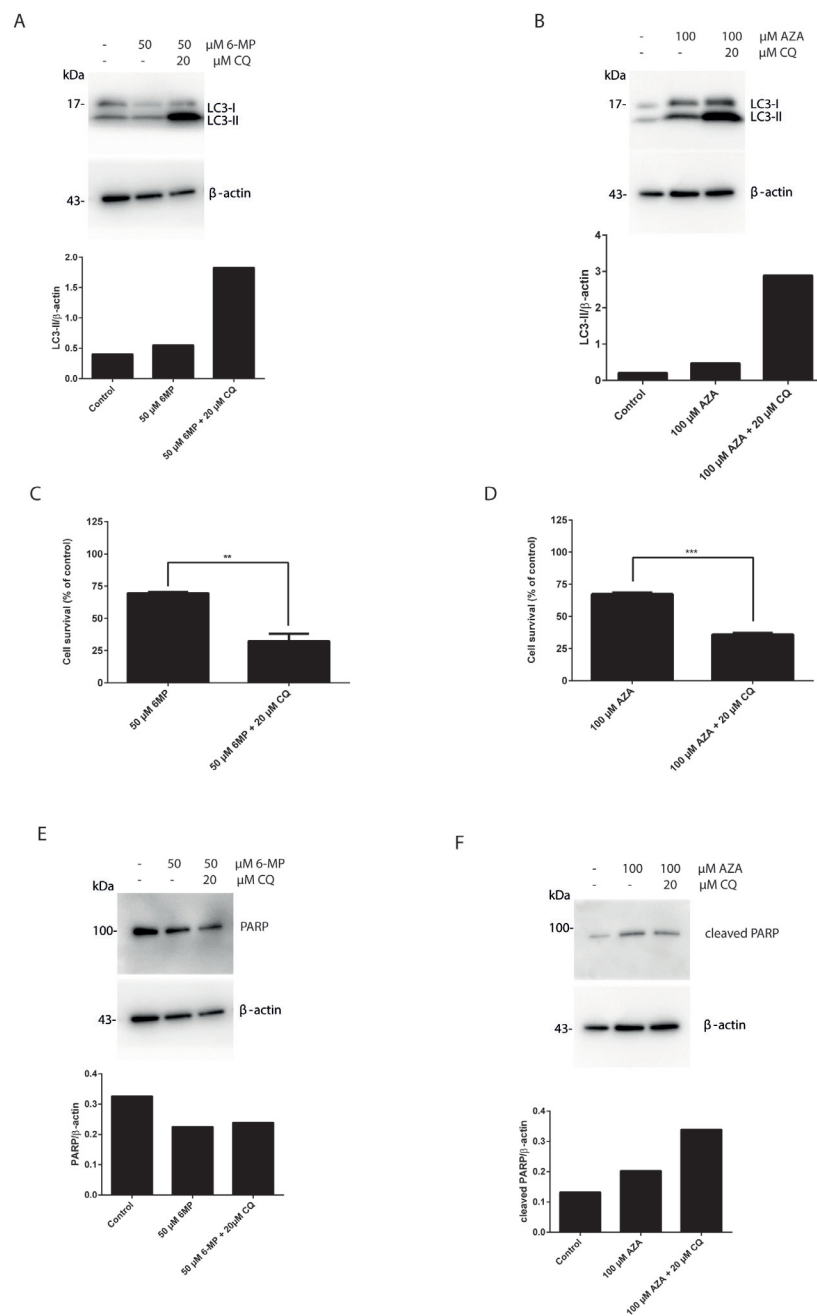 A
- 50 50 μM 6-MP
- - 20 μM CQ
kDa
17-
LC3-I
LC3-II
43-
β-actin
LC3-II/β-actin
2.0
1.5
1.0
0.5
0.0
Control
50 μM 6MP
50 μM 6MP + 20 μM CQ
B
- 100 100 μM AZA
- - 20 μM CQ
kDa
17-
LC3-I
LC3-II
43-
β-actin
LC3-II/β-actin
4
3
2
1
0
Control
100 μM AZA
100 μM AZA + 20 μM CQ
C
Cell survival (% of control)
125
100
75
50
25
0
**
50 μM 6MP
50 μM 6MP + 20 μM CQ
D
Cell survival (% of control)
125
100
75
50
25
0
***
100 μM AZA
100 μM AZA + 20 μM CQ
E
- 50 50 μM 6-MP
- - 20 μM CQ
kDa
100-
PARP
43-
β-actin
PARP/β-actin
0.4
0.3
0.2
0.1
0.0
Control
50 μM 6MP
50 μM 6-MP + 20μM CQ
F
- 100 100 μM AZA
- - 20 μM CQ
kDa
100-
cleaved PARP
43-
β-actin
cleaved PARP/β-actin
0.4
0.3
0.2
0.1
0.0
Control
100 μM AZA
100 μM AZA + 20 μM CQ